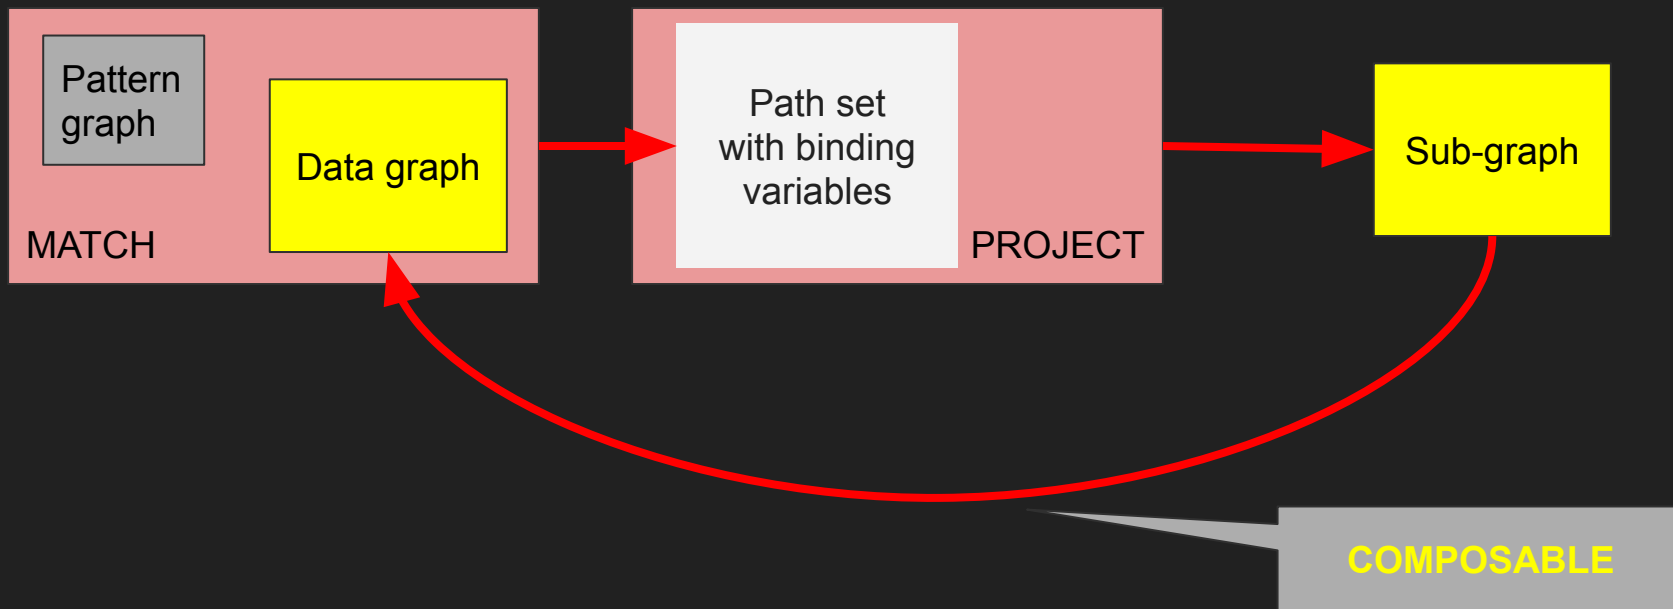 Pattern
graph
Data graph
MATCH
Path set
with binding
variables
PROJECT
Sub-graph
COMPOSABLE